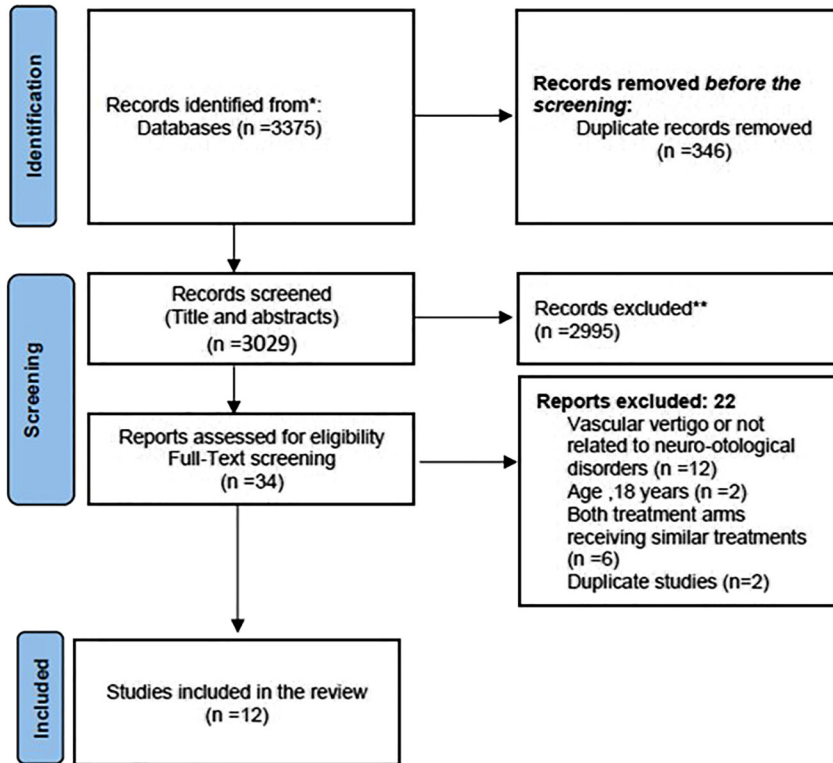 Identification
Records identified from*:
Databases (n =3375)
Records removed before the
screening:
Duplicate records removed
(n =346)
Screening
Records screened
(Title and abstracts)
(n =3029)
Records excluded**
(n =2995)
Reports assessed for eligibility
Full-Text screening
(n =34)
Reports excluded: 22
Vascular vertigo or not
related to neuro-otological
disorders (n =12)
Age ,18 years (n =2)
Both treatment arms
receiving similar treatments
(n =6)
Duplicate studies (n=2)
Included
Studies included in the review
(n =12)